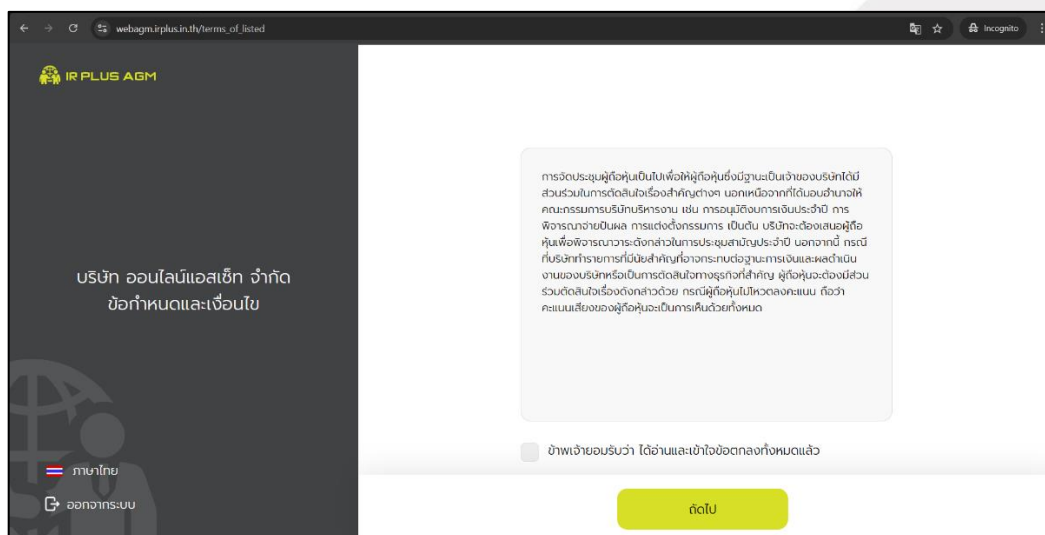 webagm.irplus.in.th/terms_of_listed
Incognito
IR PLUS AGM
บริษัท ออนไลน์แอสเซ็ท จำกัด
ข้อกำหนดและเงื่อนไข
ภาษาไทย
ออกจากระบบ
การจัดประชุมผู้ถือหุ้นเป็นไปเพื่อให้ผู้ถือหุ้นซึ่งมีฐานะเป็นเจ้าของบริษัทได้มี
ส่วนร่วมในการตัดสินใจเรื่องสำคัญต่างๆ นอกเหนือจากที่ได้มอบอำนาจให้
คณะกรรมการบริษัทบริหารงาน เช่น การอนุมัติงบการเงินประจำปี การ
พิจารณาจ่ายปันผล การแต่งตั้งกรรมการ เป็นต้น บริษัทจะต้องเสนอผู้ถือ
หุ้นเพื่อพิจารณาวาระดังกล่าวในการประชุมสามัญประจำปี นอกจากนี้ กรณี
ที่บริษัททำรายการที่มีนัยสำคัญที่อาจกระทบต่อฐานะการเงินและผลดำเนิน
งานของบริษัทหรือเป็นการตัดสินใจทางธุรกิจที่สำคัญ ผู้ถือหุ้นจะต้องมีส่วน
ร่วมตัดสินใจเรื่องดังกล่าวด้วย กรณีผู้ถือหุ้นไม่โหวตลงคะแนน ถือว่า
คะแนนเสียงของผู้ถือหุ้นจะเป็นการเห็นด้วยทั้งหมด
ข้าพเจ้ายอมรับว่า ได้อ่านและเข้าใจข้อตกลงทั้งหมดแล้ว
ถัดไป